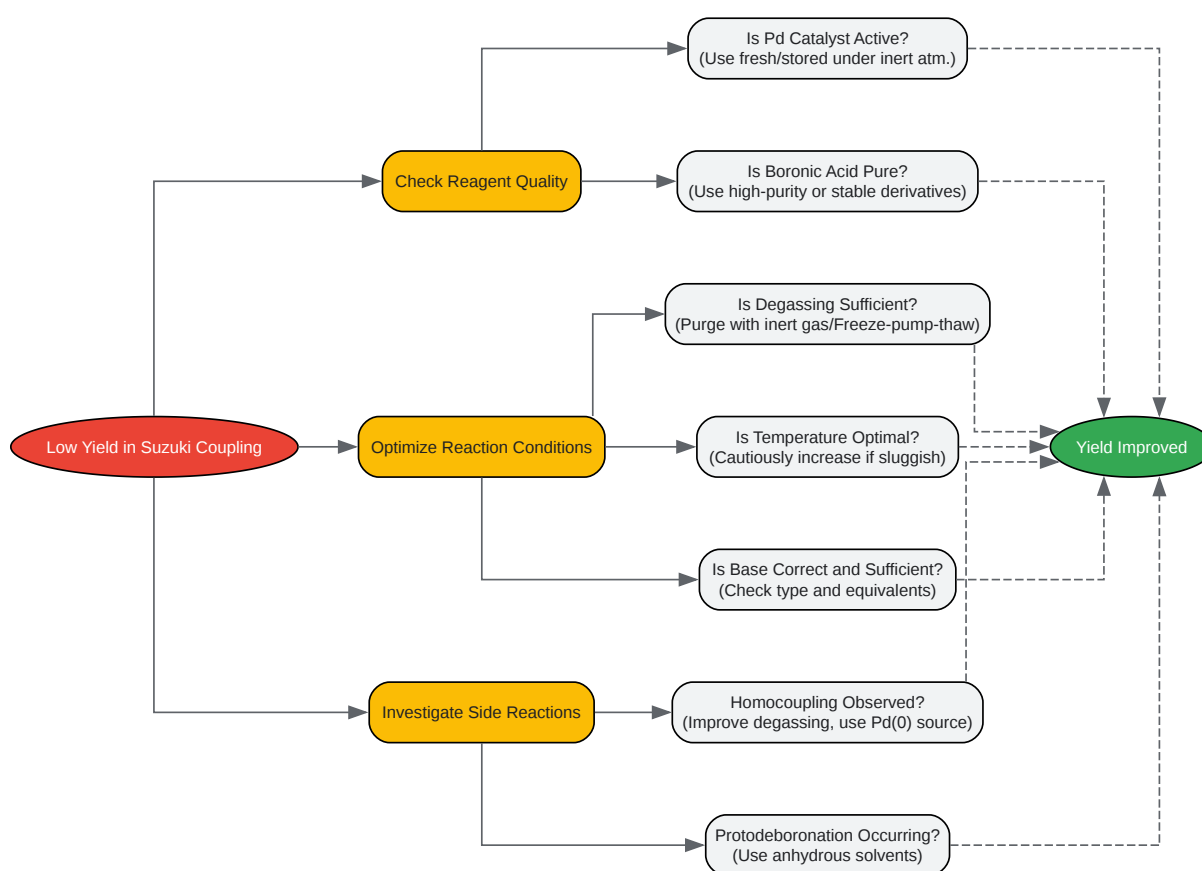 Is Pd Catalyst Active?
(Use fresh/stored under inert atm.)
Check Reagent Quality
Is Boronic Acid Pure?
(Use high-purity or stable derivatives)
Is Degassing Sufficient?
(Purge with inert gas/Freeze-pump-thaw)
Low Yield in Suzuki Coupling
Optimize Reaction Conditions
Is Temperature Optimal?
(Cautiously increase if sluggish)
Yield Improved
Is Base Correct and Sufficient?
(Check type and equivalents)
Investigate Side Reactions
Homocoupling Observed?
(Improve degassing, use Pd(0) source)
Protodeboronation Occurring?
(Use anhydrous solvents)